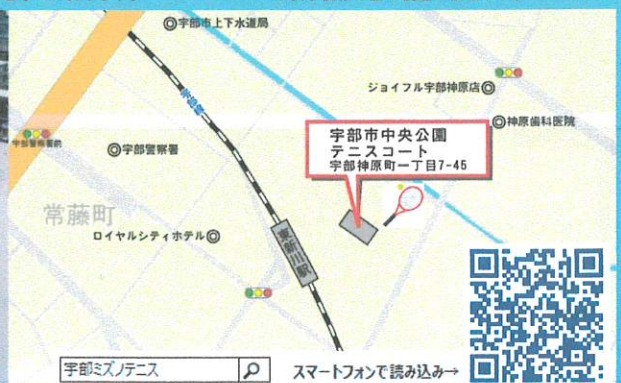 宇部市上下水道局
宇部線
ジョイフル宇部神原店
神原歯科医院
宇部警察署前
宇部警察署
宇部市中央公園
テニスコート
宇部神原町一丁目7-45
常藤町
ロイヤルシティホテル
東新川駅
宇部ミズノテニス
スマートフォンで読み込み→